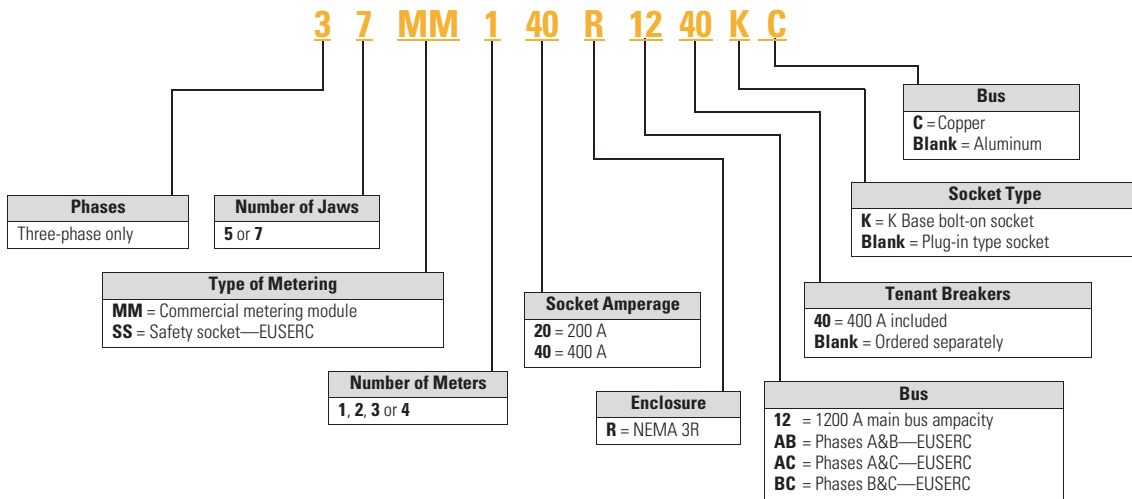 3 7 MM 1 40 R 12 40 K C
Bus
C = Copper
Blank = Aluminum
Socket Type
K = K Base bolt-on socket
Blank = Plug-in type socket
Phases
Three-phase only
Number of Jaws
5 or 7
Type of Metering
MM = Commercial metering module
SS = Safety socket—EUSERC
Socket Amperage
20 = 200 A
40 = 400 A
Tenant Breakers
40 = 400 A included
Blank = Ordered separately
Number of Meters
1, 2, 3 or 4
Enclosure
R = NEMA 3R
Bus
12 = 1200 A main bus ampacity
AB = Phases A&B—EUSERC
AC = Phases A&C—EUSERC
BC = Phases B&C—EUSERC